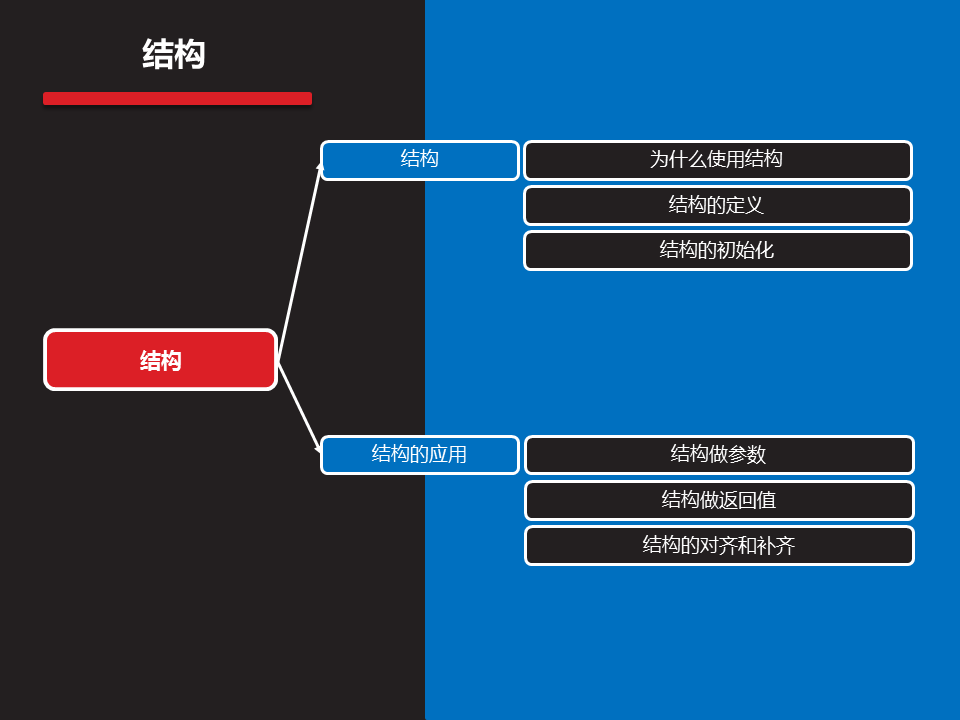 结构
结构
为什么使用结构
结构的定义
结构的初始化
结构
结构的应用
结构做参数
结构做返回值
结构的对齐和补齐